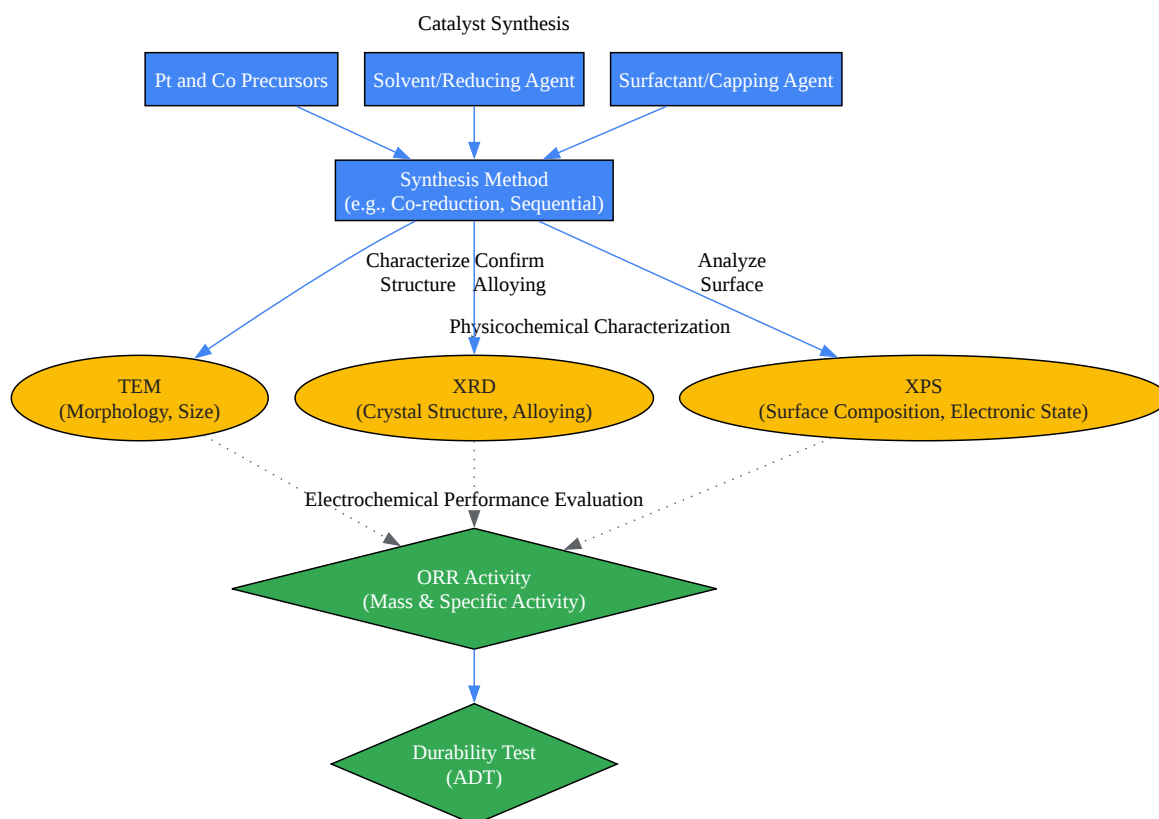 Catalyst Synthesis
Pt and Co Precursors
Solvent/Reducing Agent
Surfactant/Capping Agent
Synthesis Method
(e.g., Co-reduction, Sequential)
Characterize
Structure
Confirm
Alloying
Analyze
Surface
Physicochemical Characterization
TEM
(Morphology, Size)
XRD
(Crystal Structure, Alloying)
XPS
(Surface Composition, Electronic State)
Electrochemical Performance Evaluation
ORR Activity
(Mass & Specific Activity)
Durability Test
(ADT)